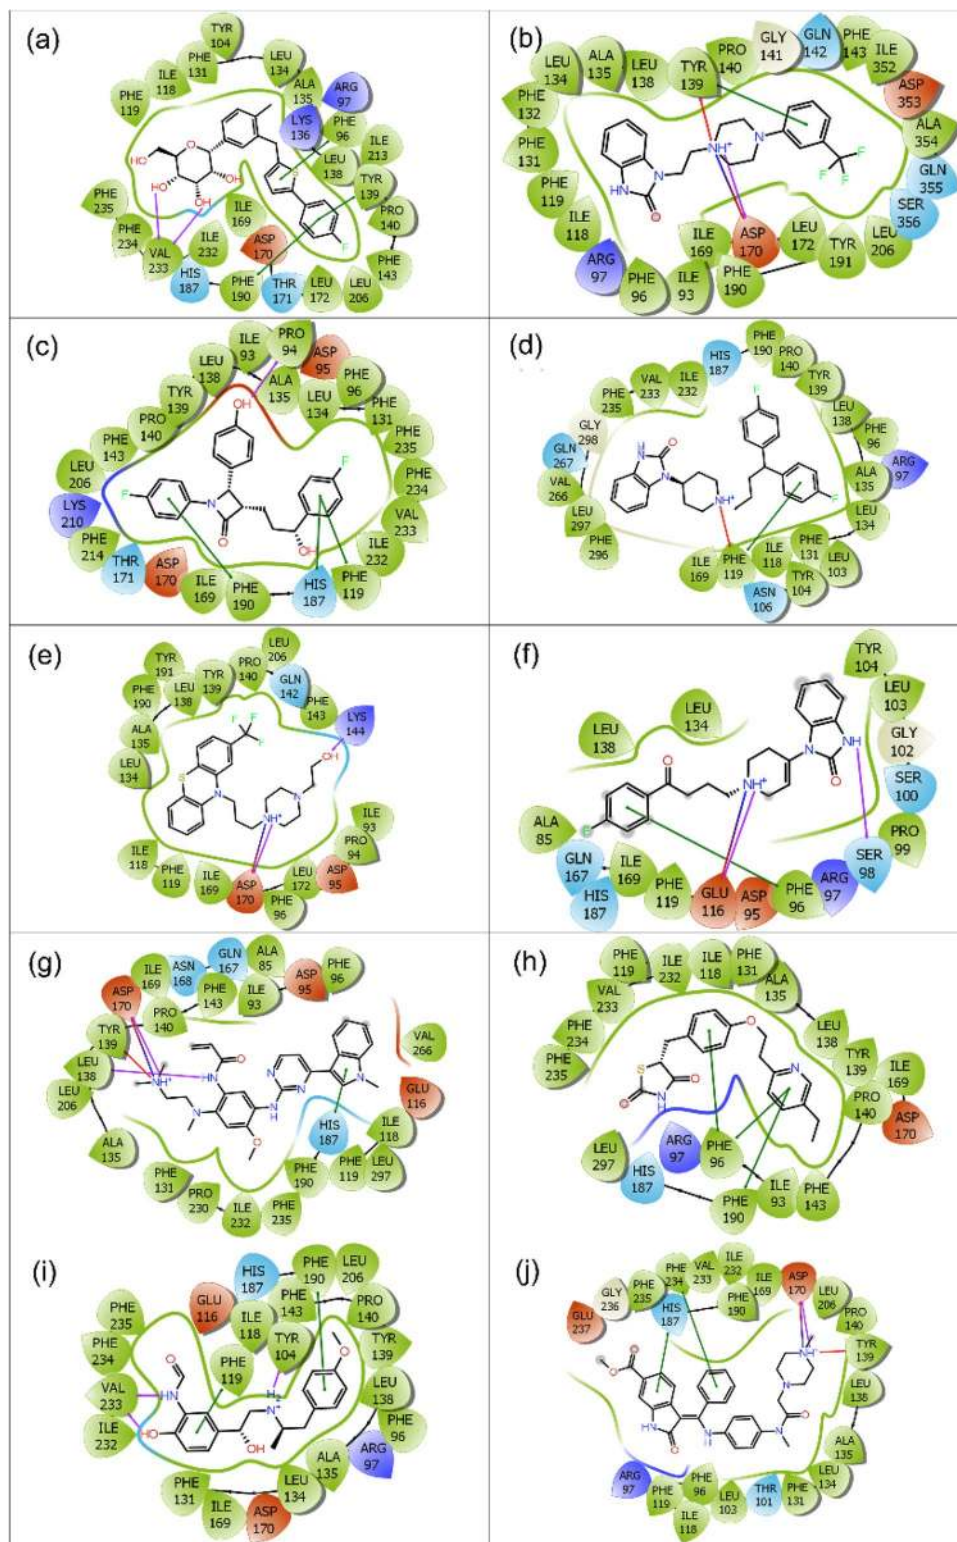 (a)
TYR 104
PHE 131
LEU 134
ILE 118
ALA 135
ARG 97
PHE 119
LYS 136
PHE 96
ILE 213
LEU 138
TYR 139
PRO 140
PHE 143
LEU 206
LEU 172
THR 171
ASP 170
ILE 169
PHE 190
HIS 187
ILE 232
VAL 233
PHE 234
PHE 235
HO
O
OH
OH
OH
S
F
(b)
LEU 134
ALA 135
LEU 138
TYR 139
PRO 140
GLY 141
GLN 142
PHE 143
ILE 352
ASP 353
ALA 354
GLN 355
SER 356
LEU 206
TYR 191
LEU 172
ASP 170
PHE 190
ILE 169
ILE 93
PHE 96
ARG 97
ILE 118
PHE 119
PHE 131
PHE 132
NH+
N
N
HN
O
F
F
F
(c)
ILE 93
PRO 94
ASP 95
LEU 138
ALA 135
PHE 96
TYR 139
LEU 134
PHE 131
PRO 140
PHE 235
PHE 143
PHE 234
LEU 206
VAL 233
LYS 210
ILE 232
PHE 214
PHE 119
THR 171
ASP 170
ILE 169
PHE 190
HIS 187
OH
F
F
N
O
OH
(d)
HIS 187
PHE 190
PRO 140
TYR 139
ILE 232
VAL 233
PHE 235
LEU 138
PHE 96
GLY 298
ARG 97
GLN 267
ALA 135
VAL 266
LEU 134
LEU 297
PHE 131
LEU 103
PHE 296
ILE 118
TYR 104
ILE 169
PHE 119
ASN 106
F
F
HN
O
N
NH+
(e)
LEU 206
TYR 191
PRO 140
GLN 142
TYR 139
PHE 190
LEU 138
PHE 143
LYS 144
ALA 135
LEU 134
ILE 93
PRO 94
ILE 118
PHE 119
ILE 169
ASP 170
LEU 172
PHE 96
ASP 95
F
F
F
S
N
OH
N
NH+
(f)
TYR 104
LEU 103
LEU 134
LEU 138
GLY 102
SER 100
ALA 85
PRO 99
GLN 167
ILE 169
SER 98
HIS 187
PHE 119
GLU 116
ASP 95
PHE 96
ARG 97
O
NH+
N
NH
O
F
(g)
GLN 167
ALA 85
ASN 168
ILE 169
ASP 95
PHE 96
ASP 170
PHE 143
ILE 93
PRO 140
TYR 139
VAL 266
LEU 138
GLU 116
LEU 206
HIS 187
ILE 118
ALA 135
PHE 190
PHE 119
LEU 297
PHE 131
PRO 230
ILE 232
PHE 235
O
NH+
HN
N
N
N
N
N
H
O
(h)
PHE 119
ILE 232
ILE 118
PHE 131
ALA 135
VAL 233
LEU 138
PHE 234
TYR 139
ILE 169
PHE 235
PRO 140
ASP 170
ARG 97
PHE 96
LEU 297
HIS 187
ILE 93
PHE 143
PHE 190
O
S
O
N
NH
O
(i)
HIS 187
PHE 190
LEU 206
GLU 116
PHE 143
PRO 140
PHE 235
ILE 118
TYR 104
TYR 139
PHE 234
PHE 119
LEU 138
VAL 233
PHE 96
ILE 232
ALA 135
ARG 97
PHE 131
LEU 134
ILE 169
ASP 170
O
O
HN
H2
N+
HO
OH
(j)
PHE 234
VAL 233
ILE 232
ASP 170
GLY 236
PHE 235
ILE 169
LEU 206
GLU 237
HIS 187
PHE 190
PRO 140
TYR 139
LEU 138
ALA 135
LEU 134
ARG 97
PHE 96
PHE 119
LEU 103
THR 101
PHE 131
ILE 118
O
O
N
O
HN
O
N
H
N